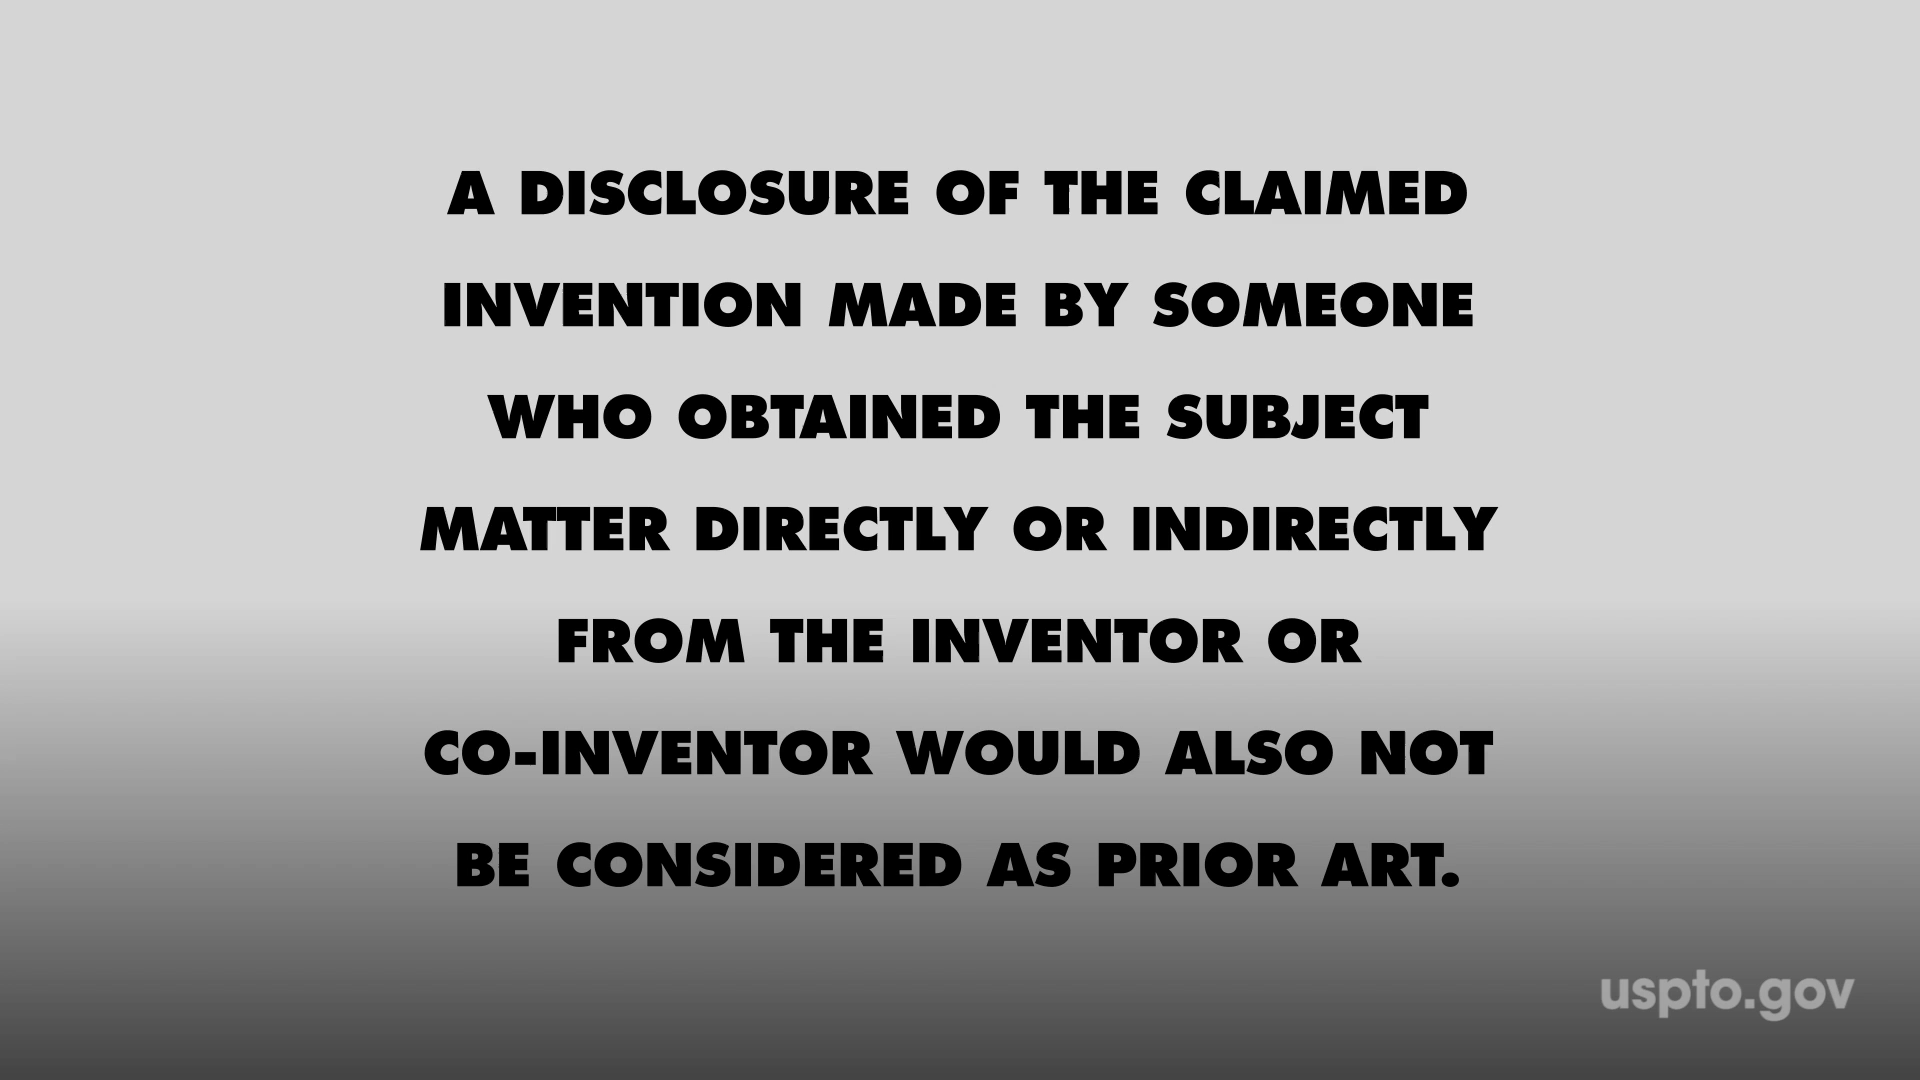 A DISCLOSURE OF THE CLAIMED
INVENTION MADE BY SOMEONE
WHO OBTAINED THE SUBJECT
MATTER DIRECTLY OR INDIRECTLY
FROM THE INVENTOR OR
CO-INVENTOR WOULD ALSO NOT
BE CONSIDERED AS PRIOR ART.
uspto.gov